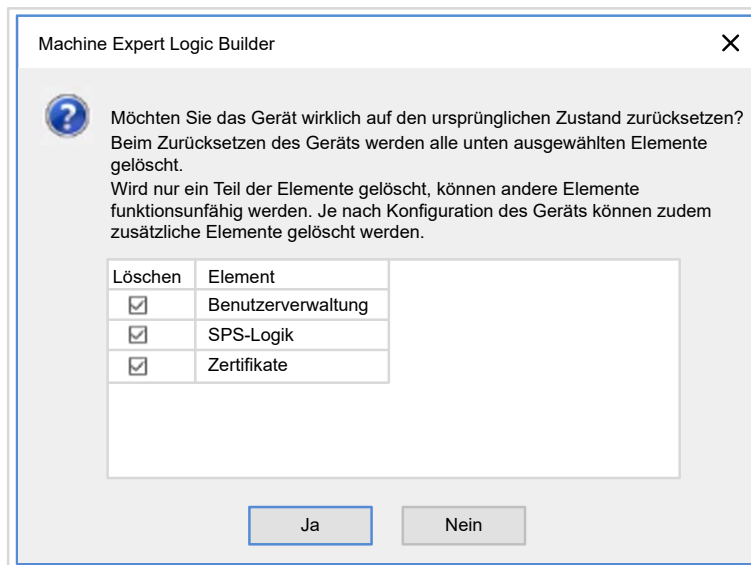 Machine Expert Logic Builder
Möchten Sie das Gerät wirklich auf den ursprünglichen Zustand zurücksetzen?
Beim Zurücksetzen des Geräts werden alle unten ausgewählten Elemente
gelöscht.
Wird nur ein Teil der Elemente gelöscht, können andere Elemente
funktionsunfähig werden. Je nach Konfiguration des Geräts können zudem
zusätzliche Elemente gelöscht werden.
Löschen Element
Benutzerverwaltung
SPS-Logik
Zertifikate
Ja Nein